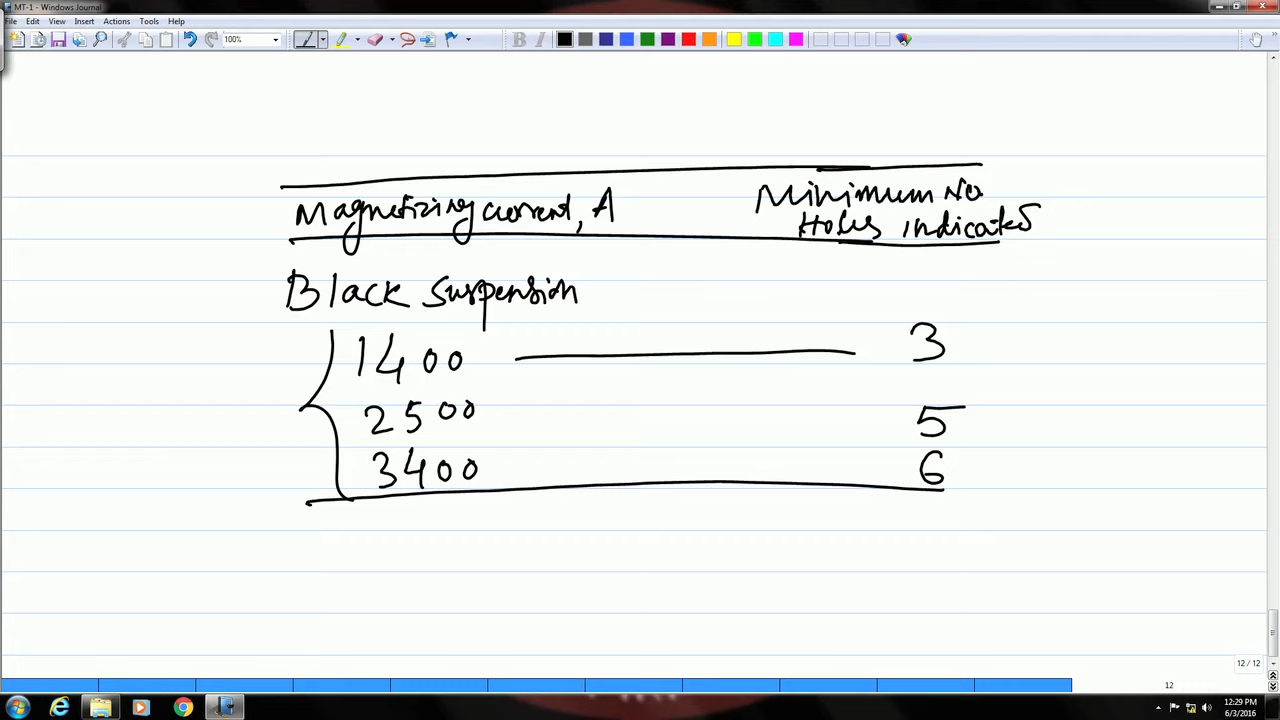 MT-1 - Windows Journal
File Edit View Insert Actions Tools Help
100%
Magnetizing current, A Minimum No
Holes indicated
Black suspension
1400 3
2500 5
3400 6
12 / 12
12
12:29 PM
6/3/2016